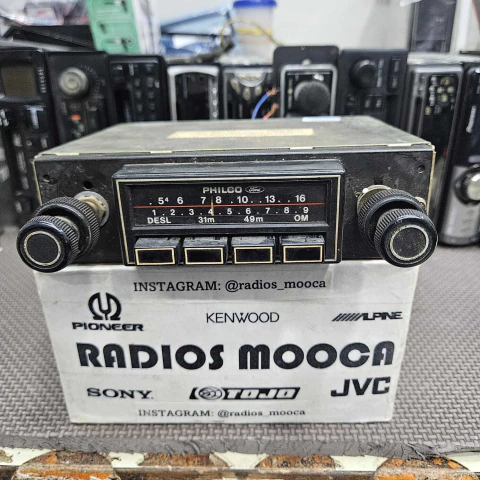 PHILCO Ford
.54 6 7 8 .10..13.. 16
1. 2. 3. 4. 5. 6. 7. 8. 9
DESL 31m 49m OM
INSTAGRAM: @radios_mooca
PIONEER KENWOOD ALPINE
RADIOS MOOCA
SONY TOJO JVC
INSTAGRAM: @radios_mooca